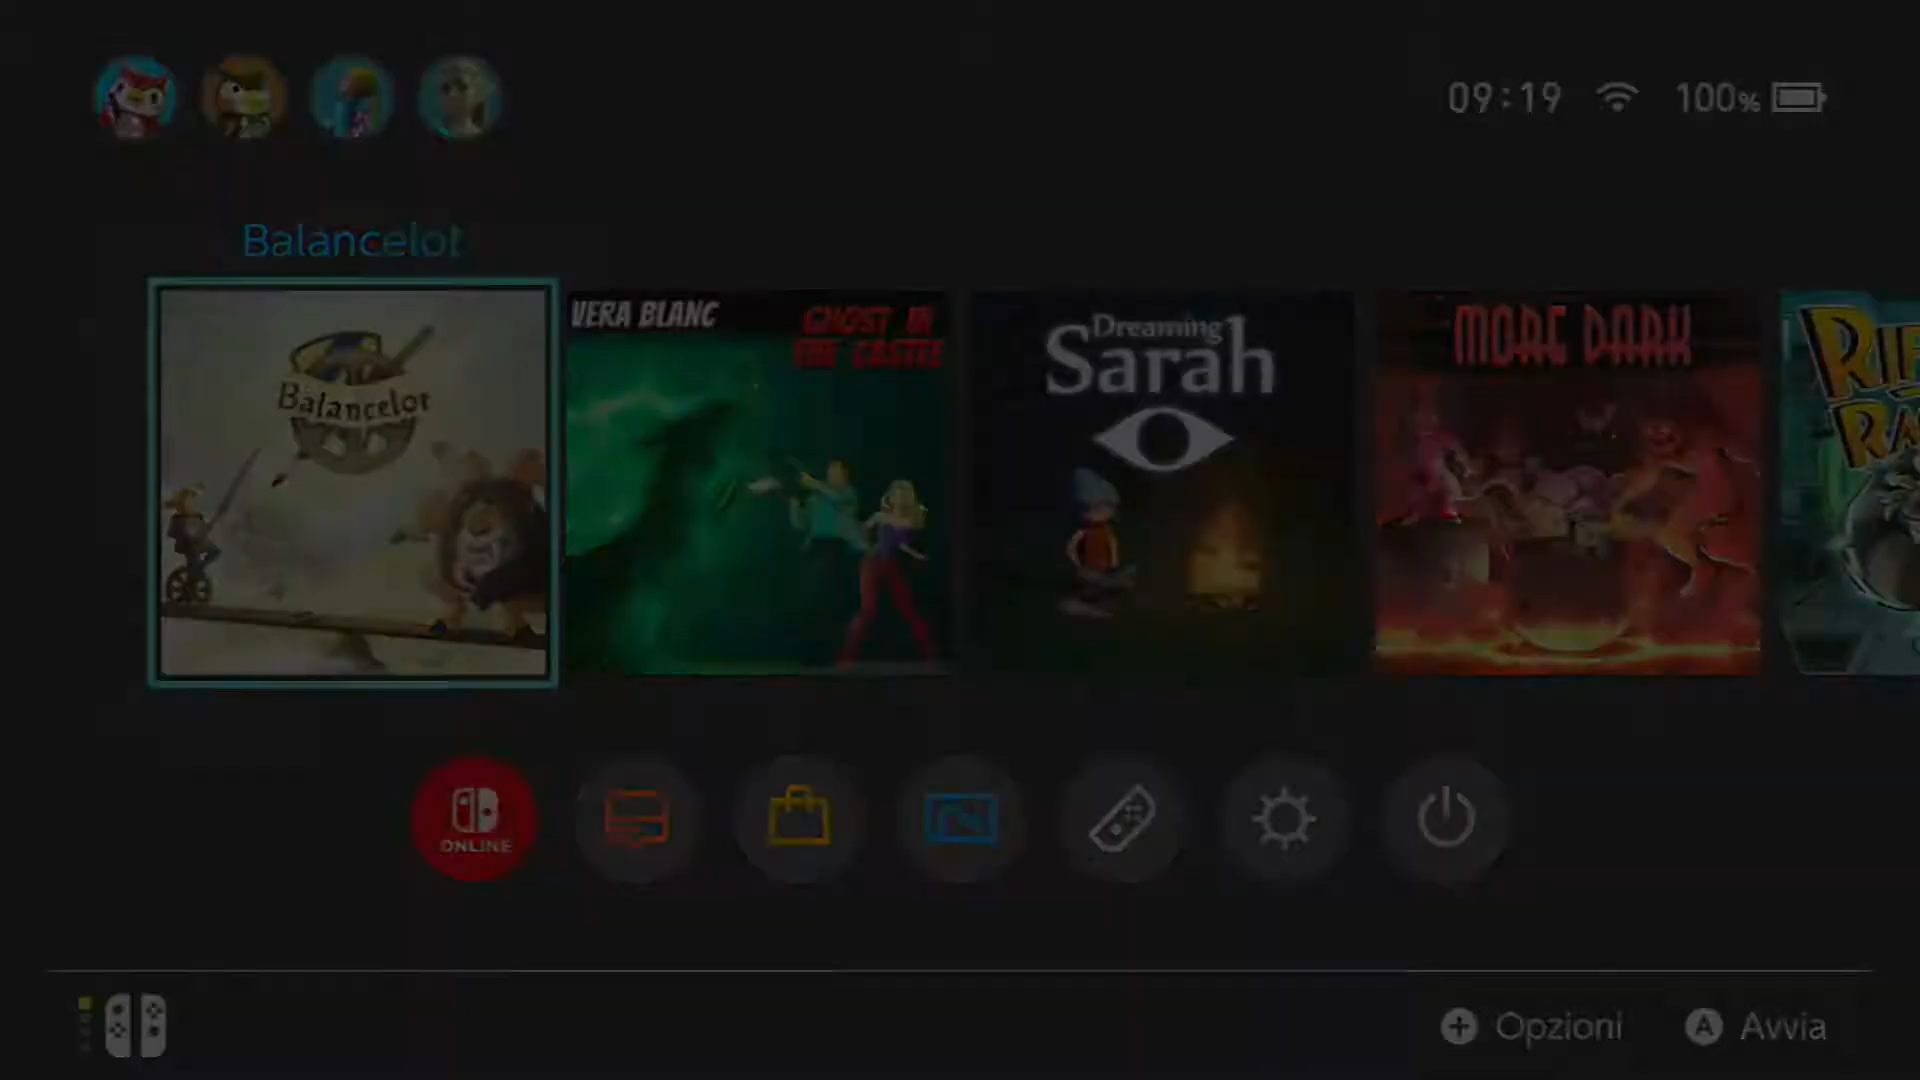 09:19
100%
Balancelot
Balancelot
VERA BLANC
GHOST IN
THE CASTLE
Dreaming
Sarah
MORE DARK
ONLINE
Opzioni
A Avvia